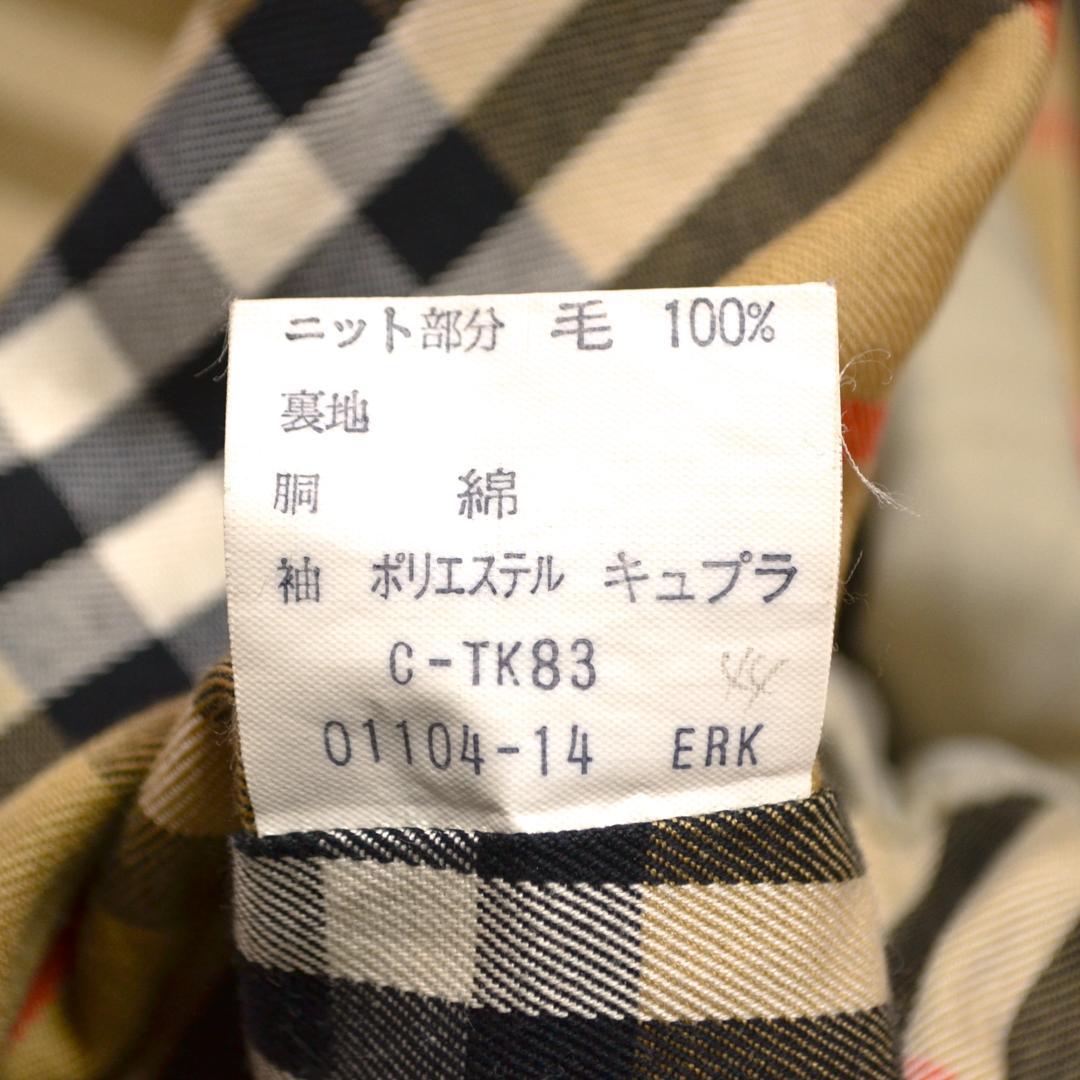 ニット部分 毛 100%
裏地
胴 綿
袖 ポリエステル キュプラ
C-TK83
01104-14 ERK